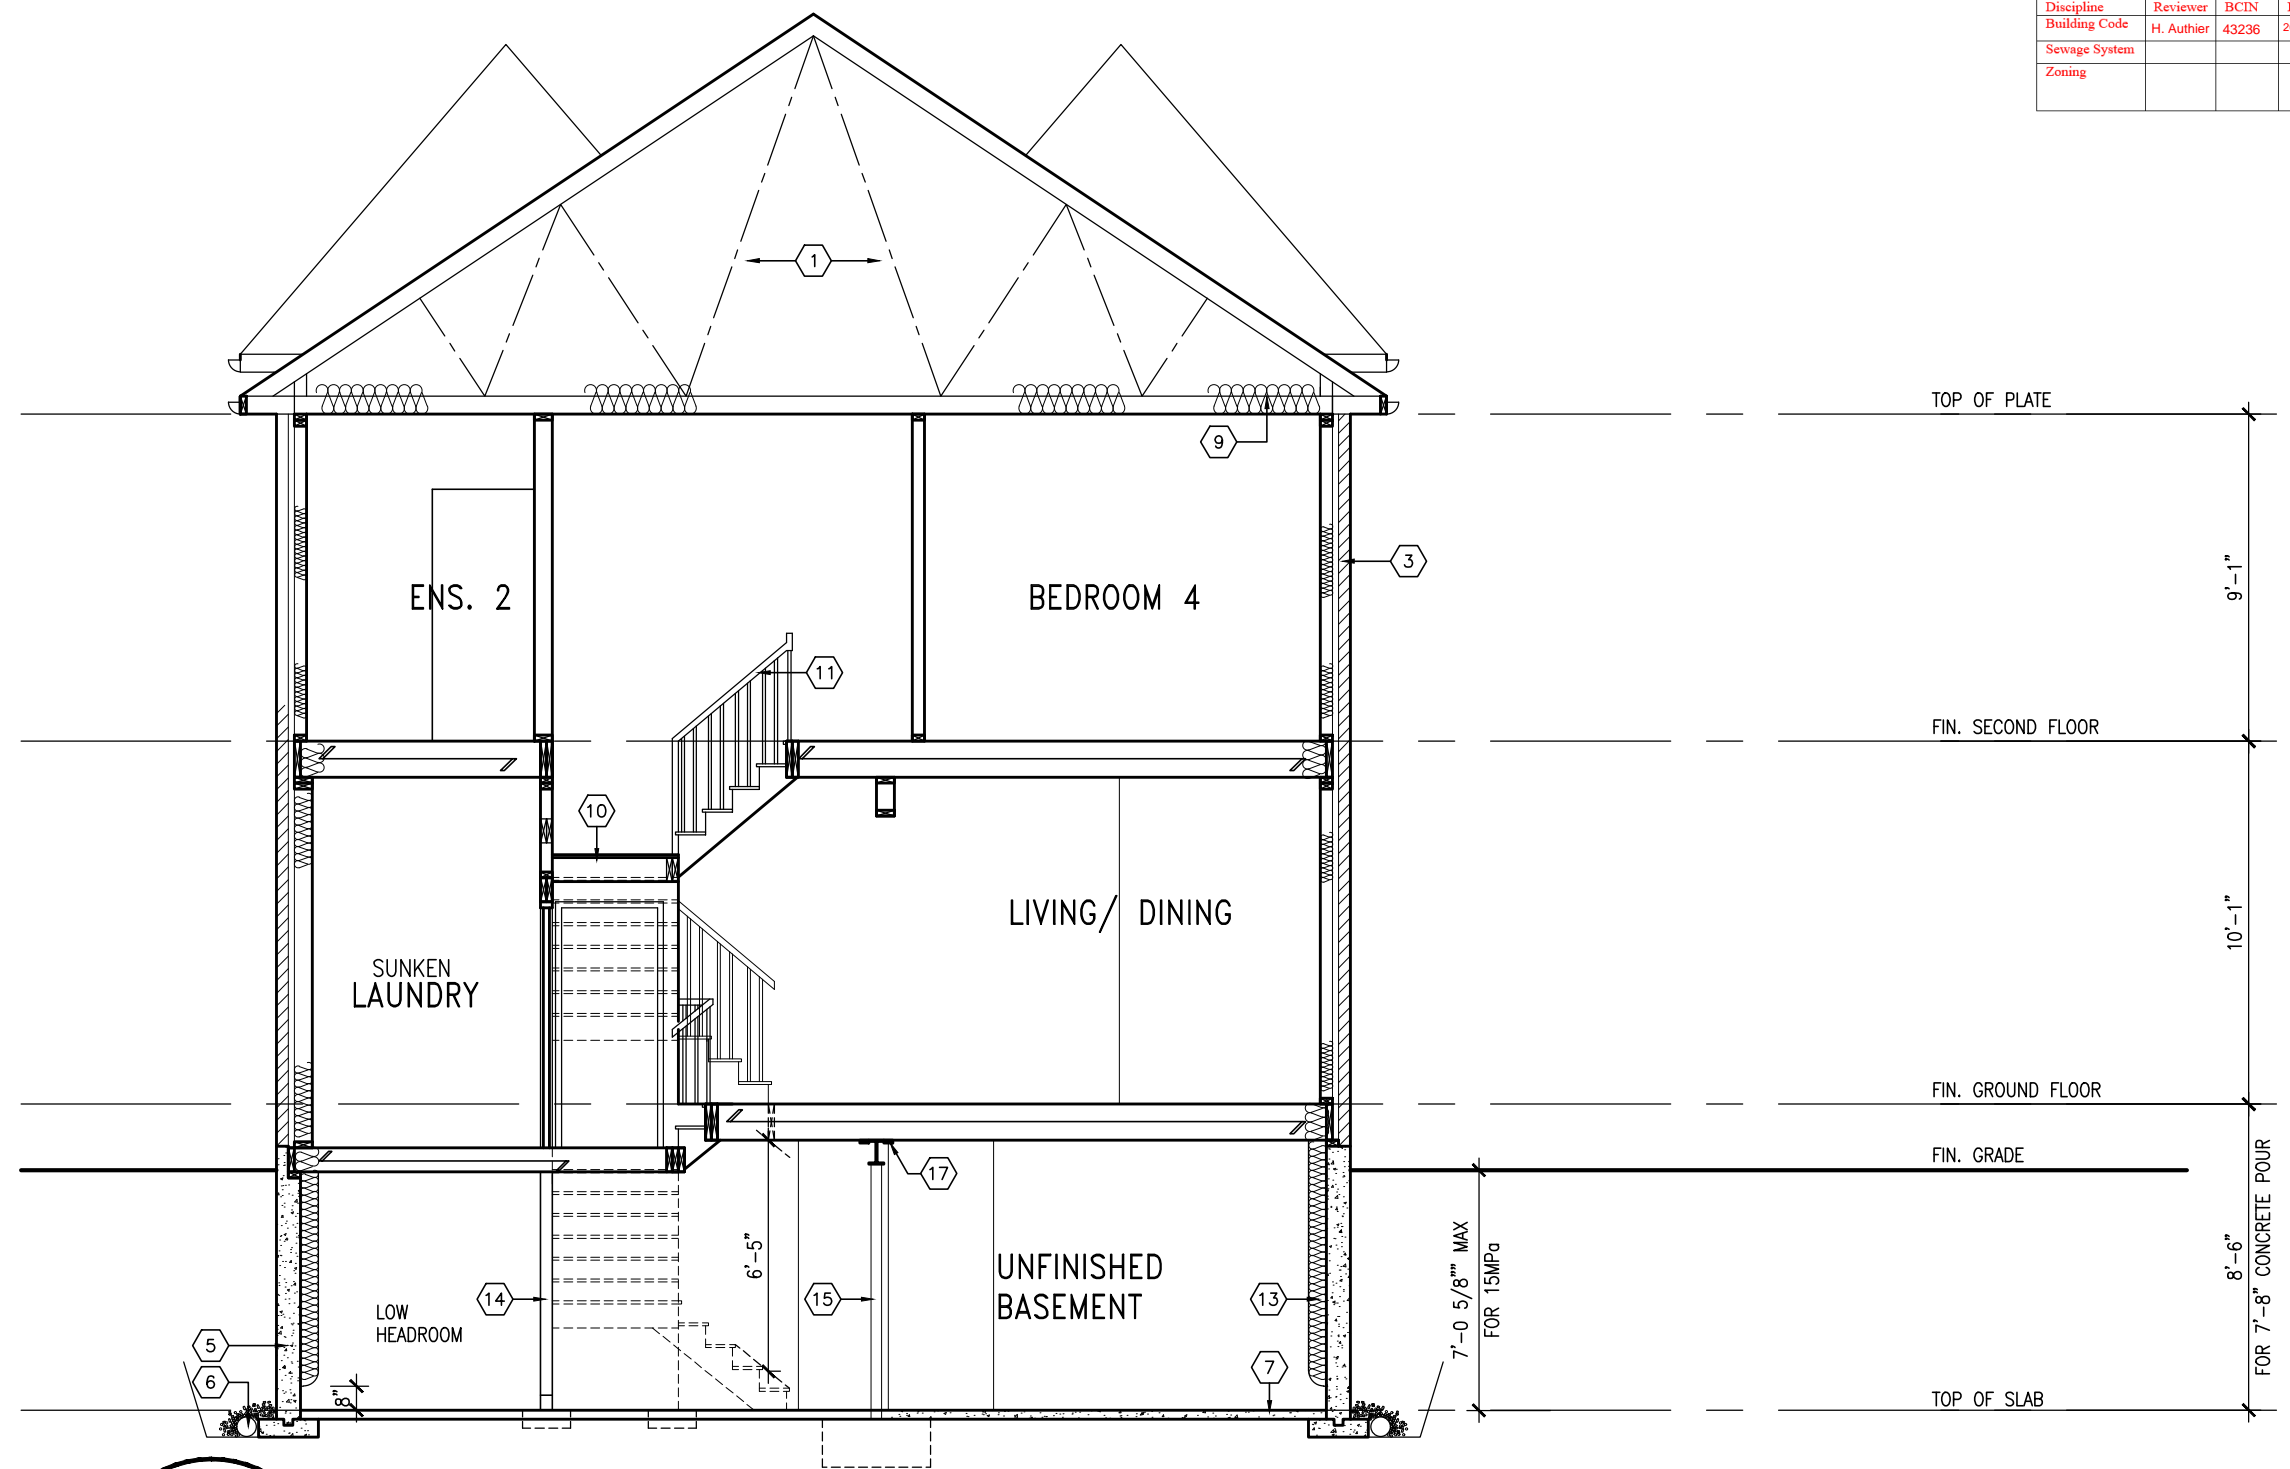 Discipline Reviewer BCIN
Building Code H. Authier 43236
Sewage System
Zoning
1
TOP OF PLATE
9
3
9'-1"
ENS. 2
BEDROOM 4
11
FIN. SECOND FLOOR
10
LIVING/ DINING
10'-1"
SUNKEN
LAUNDRY
FIN. GROUND FLOOR
FIN. GRADE
17
6'-5"
UNFINISHED
BASEMENT
14
15
13
LOW
HEADROOM
5
6
7
8"
7'-0 5/8"" MAX
FOR 15MPa
8'-6"
FOR 7'-8" CONCRETE POUR
TOP OF SLAB